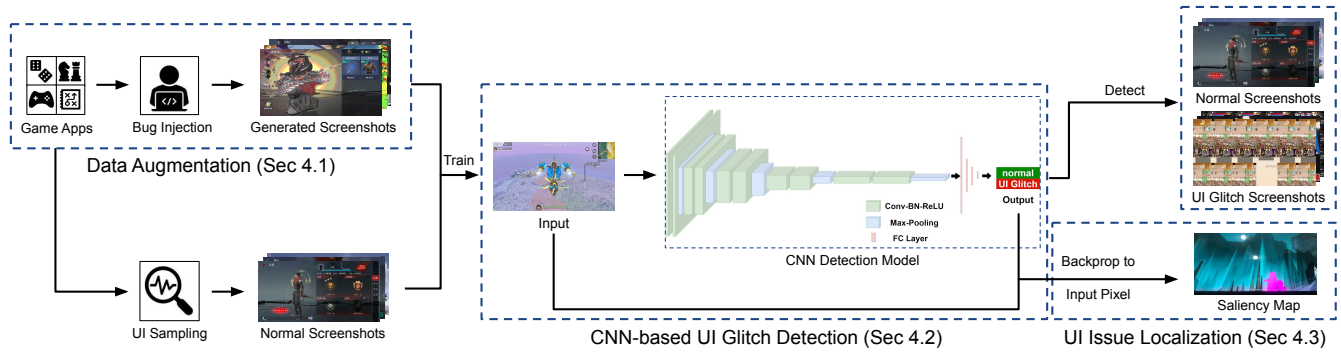 Game Apps
Bug Injection
Generated Screenshots
Data Augmentation (Sec 4.1)
UI Sampling
Normal Screenshots
Train
Input
Conv-BN-ReLU
Max-Pooling
FC Layer
normal
UI Glitch
Output
CNN Detection Model
CNN-based UI Glitch Detection (Sec 4.2)
Detect
Normal Screenshots
UI Glitch Screenshots
Backprop to
Input Pixel
Saliency Map
UI Issue Localization (Sec 4.3)